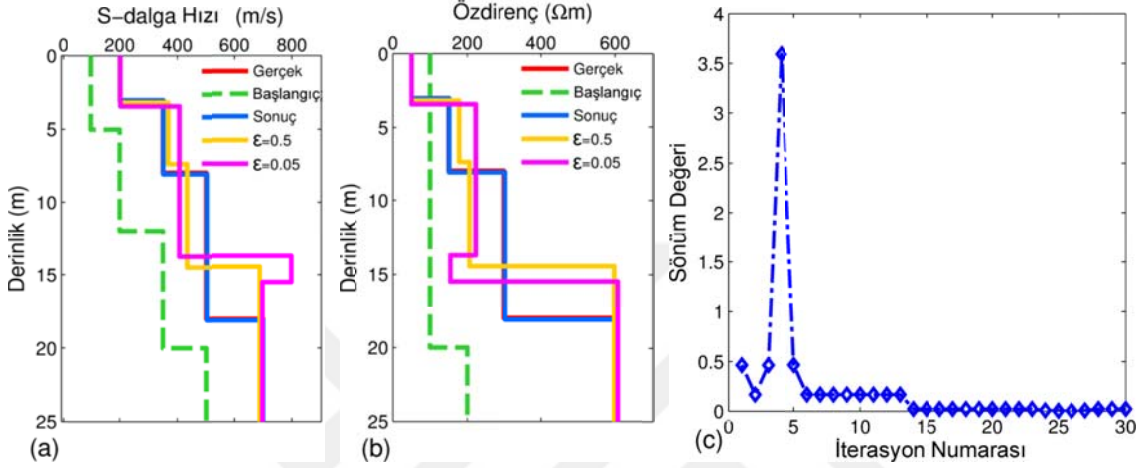 S-dalga Hızı (m/s)
0 200 400 600 800
0
5
10
15
20
25
Derinlik (m)
Gerçek
Başlangıç
Sonuç
ε=0.5
ε=0.05
(a)
Özdirenç (Ωm)
0 200 400 600
0
5
10
15
20
25
Derinlik (m)
Gerçek
Başlangıç
Sonuç
ε=0.5
ε=0.05
(b)
4
3.5
3
2.5
2
1.5
1
0.5
0
Sönüm Değeri
0 5 10 15 20 25 30
İterasyon Numarası
(c)